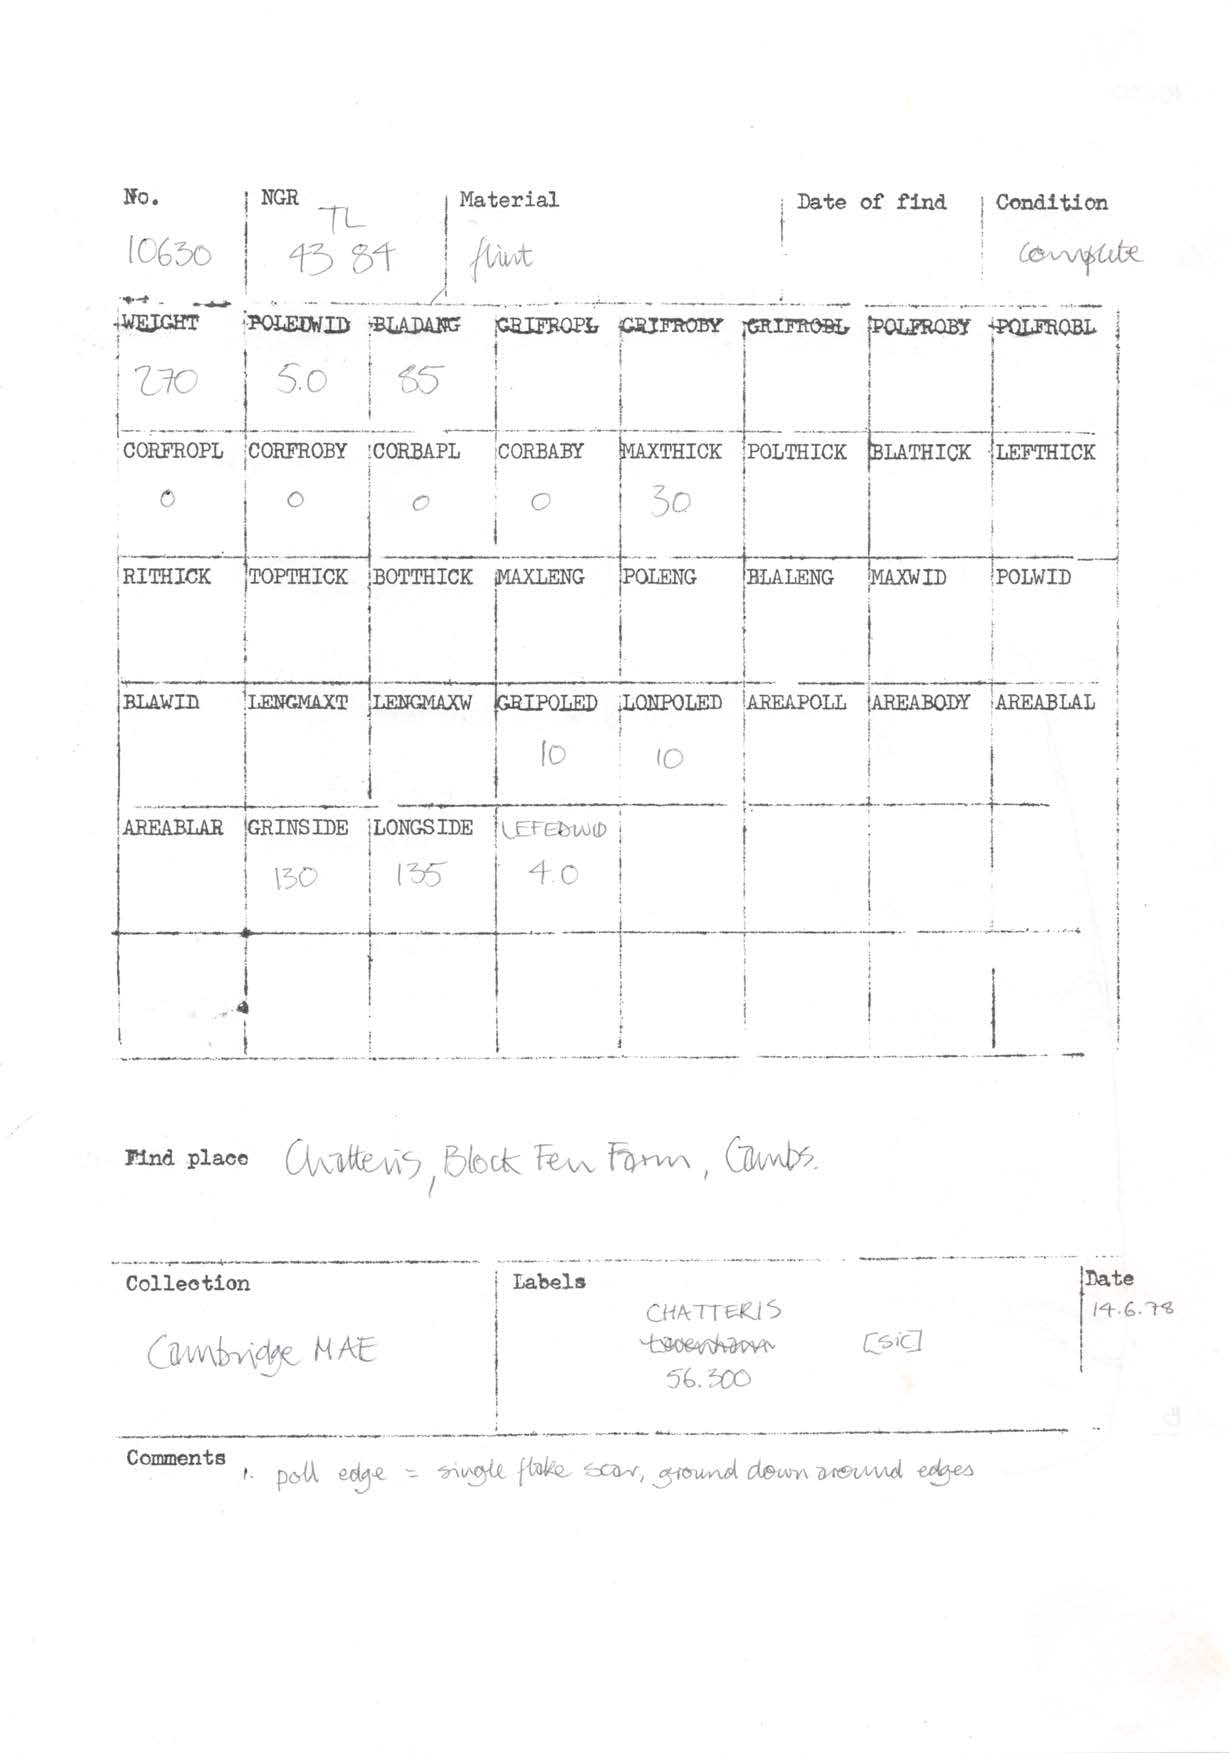 No. NGR Material Date of find Condition
TL
10630 43 84 flint complete
WEIGHT POLEDWID BLADANG GRIFROPL GRIFROBY GRIFROBL POLFROBY POLFROBL
270 5.0 85
CORFROPL CORFROBY CORBAPL CORBABY MAXTHICK POLTHICK BLATHICK LEFTHICK
0 0 0 0 30
RITHICK TOPTHICK BOTTHICK MAXLENG POLENG BLALENG MAXWID POLWID
BLAWID LENGMAXT LENGMAXW GRIPOLED LONPOLED AREAPOLL AREABODY AREABLAL
10 10
AREABLAR GRINSIDE LONGSIDE LEFEDWID
130 135 4.0
Find place Chatteris, Block Fen Farm, Cambs.
Collection Labels Date
CHATTERIS 14.6.78
Cambridge MAE [sic]
56.300
Comments 1. poll edge = single flake scar, ground down around edges